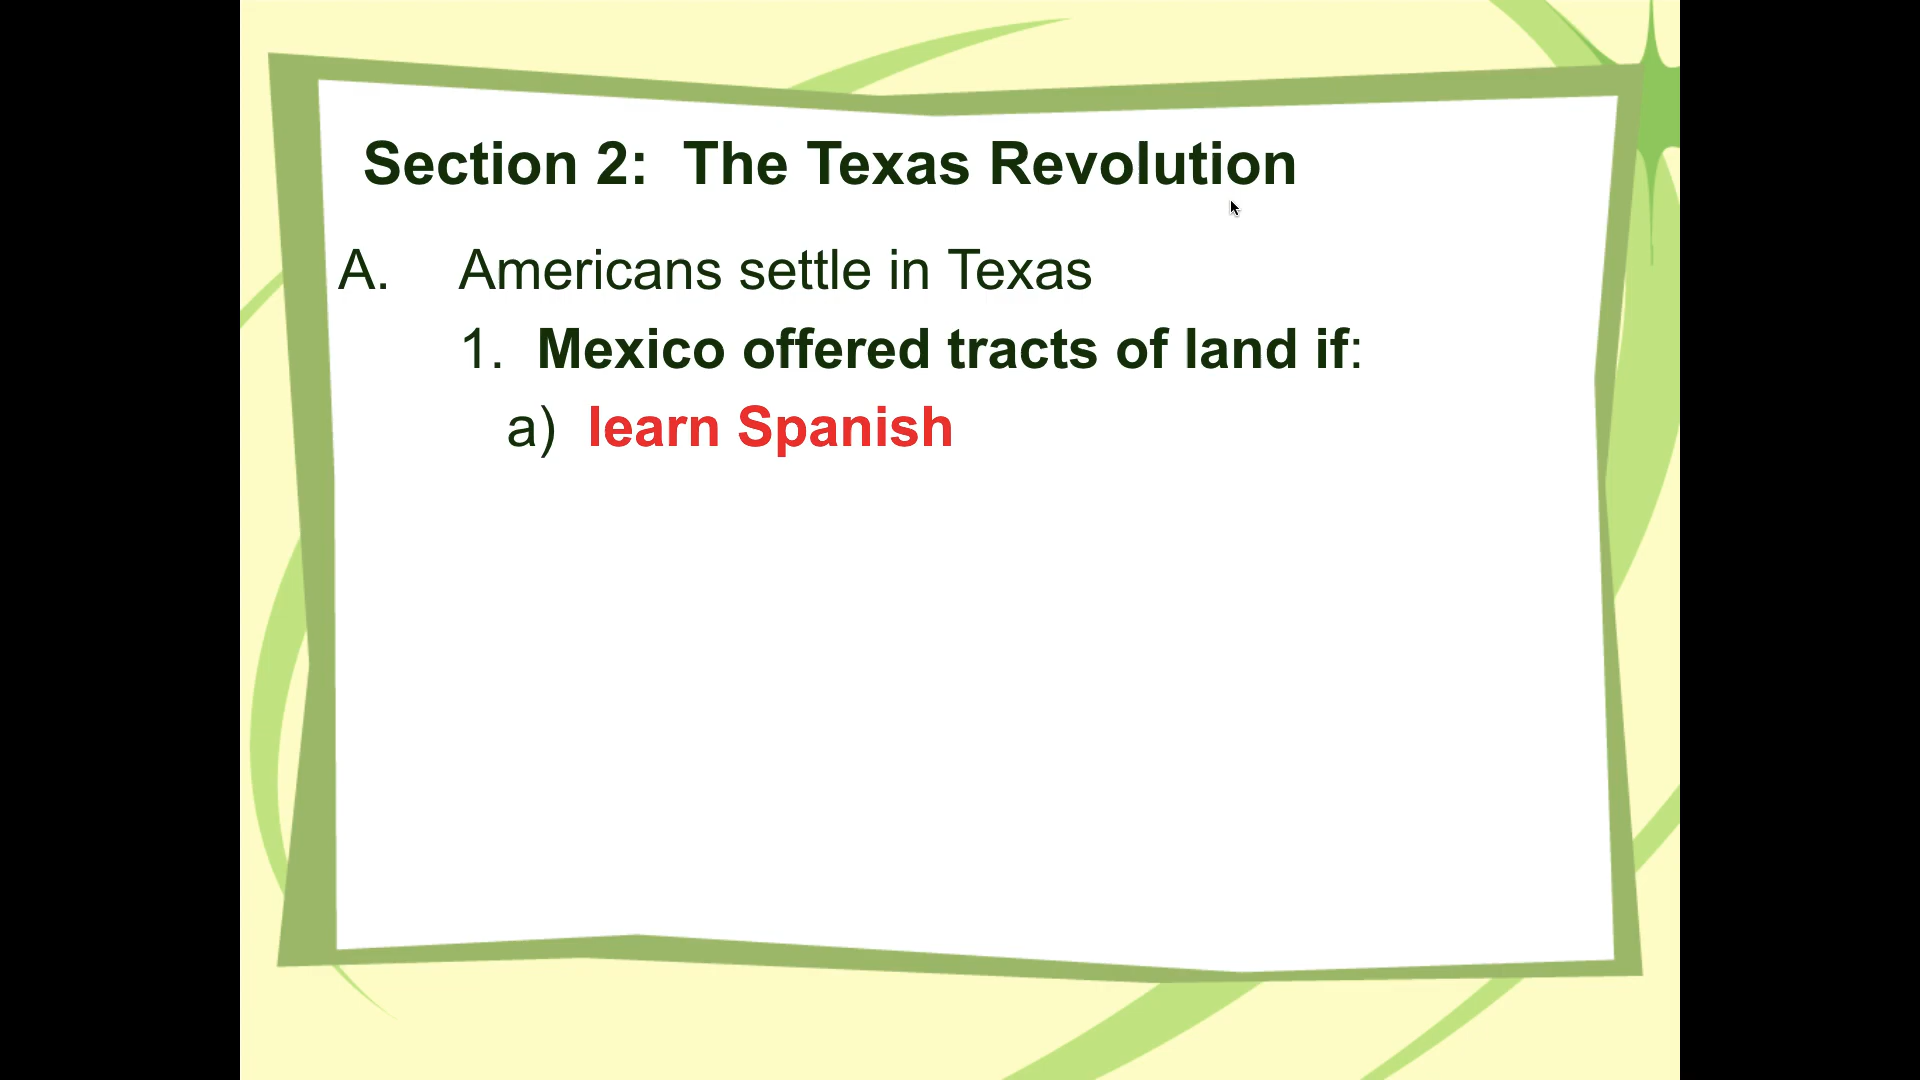 Section 2:  The Texas Revolution
A. Americans settle in Texas
1. Mexico offered tracts of land if:
a) learn Spanish